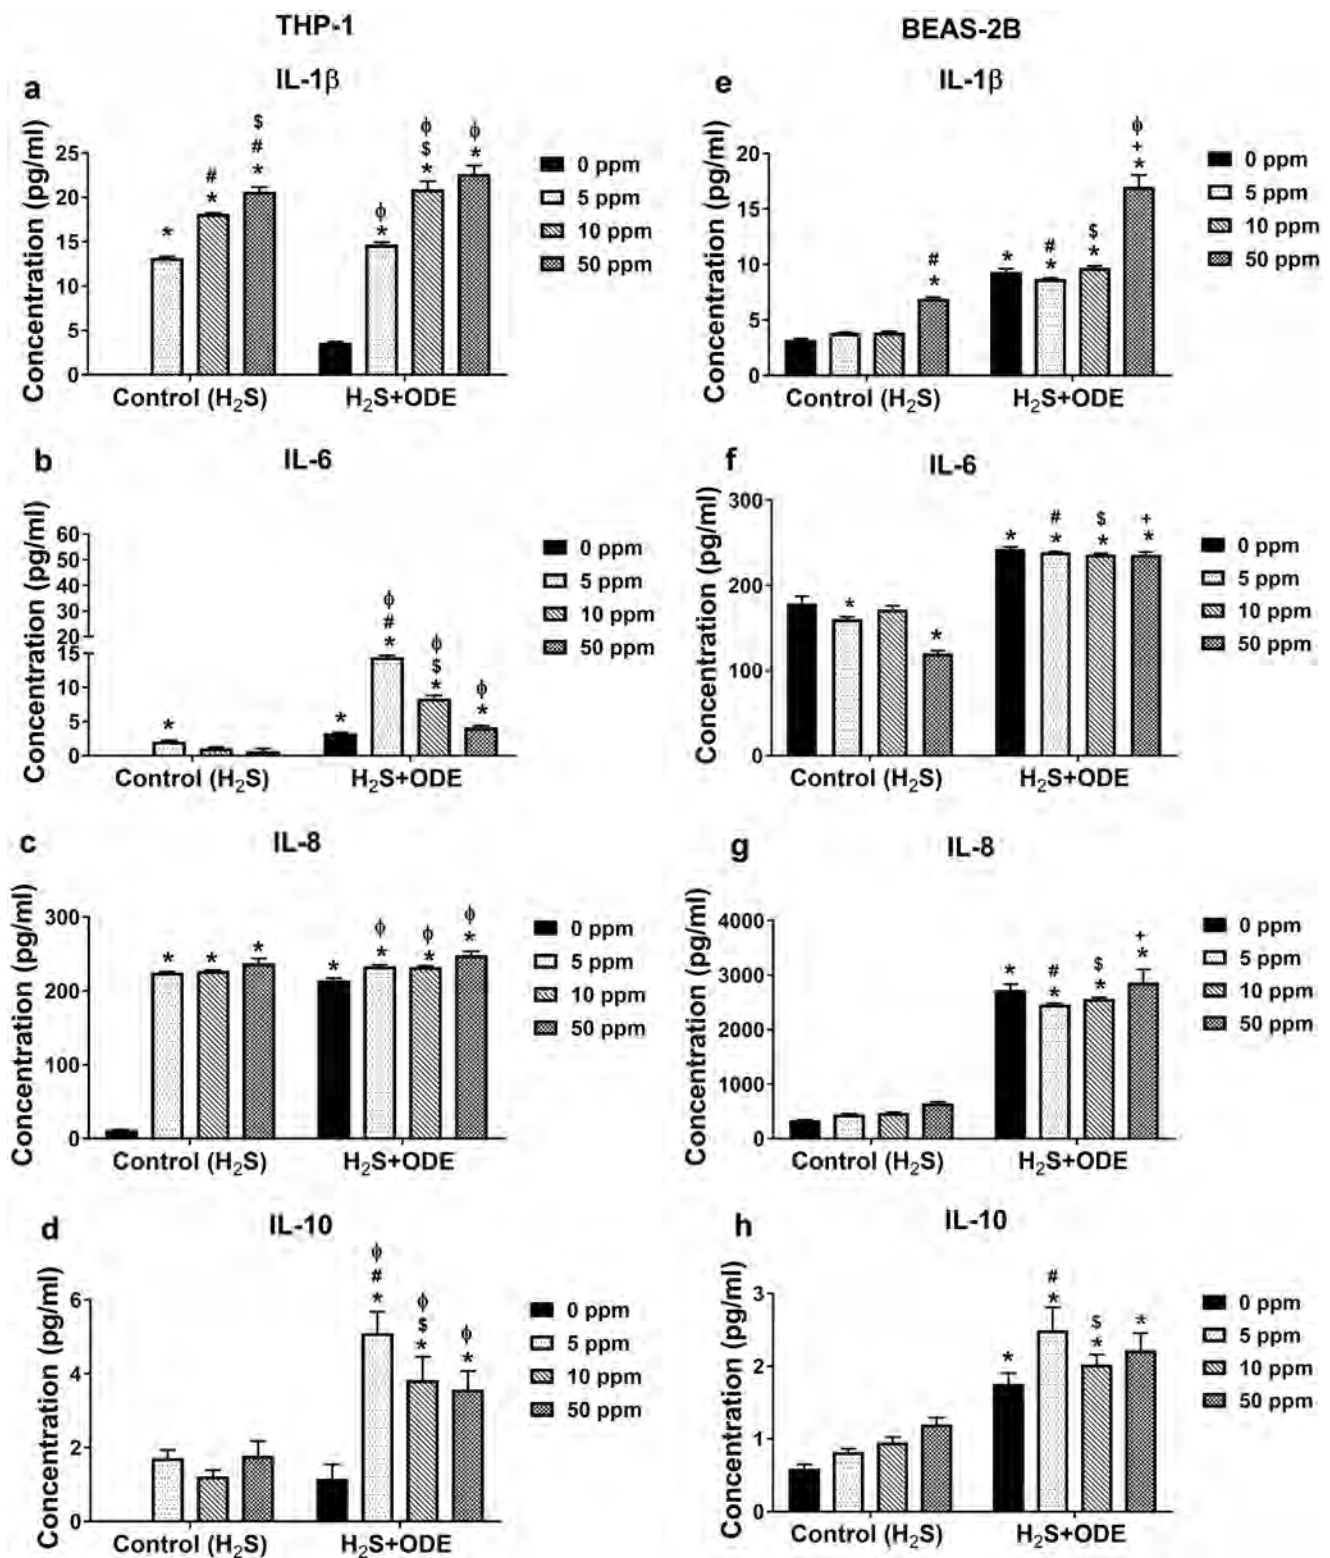 THP-1
BEAS-2B
a
IL-1β
Concentration (pg/ml)
25
20
15
10
5
0
*
#
*
$
#
*
ϕ
*
ϕ
$
*
ϕ
*
Control (H₂S)
H₂S+ODE
0 ppm
5 ppm
10 ppm
50 ppm
e
IL-1β
Concentration (pg/ml)
20
15
10
5
0
#
*
*
#
*
$
*
ϕ
+
*
Control (H₂S)
H₂S+ODE
0 ppm
5 ppm
10 ppm
50 ppm
b
IL-6
Concentration (pg/ml)
60
50
40
30
20
15
10
5
0
*
*
ϕ
#
*
ϕ
$
*
ϕ
*
Control (H₂S)
H₂S+ODE
0 ppm
5 ppm
10 ppm
50 ppm
f
IL-6
Concentration (pg/ml)
300
200
100
0
*
*
*
#
*
$
*
+
*
Control (H₂S)
H₂S+ODE
0 ppm
5 ppm
10 ppm
50 ppm
c
IL-8
Concentration (pg/ml)
300
200
100
0
*
*
*
*
ϕ
*
ϕ
*
ϕ
*
Control (H₂S)
H₂S+ODE
0 ppm
5 ppm
10 ppm
50 ppm
g
IL-8
Concentration (pg/ml)
4000
3000
2000
1000
0
*
#
*
$
*
+
*
Control (H₂S)
H₂S+ODE
0 ppm
5 ppm
10 ppm
50 ppm
d
IL-10
Concentration (pg/ml)
6
4
2
0
ϕ
#
*
ϕ
$
*
ϕ
*
Control (H₂S)
H₂S+ODE
0 ppm
5 ppm
10 ppm
50 ppm
h
IL-10
Concentration (pg/ml)
3
2
1
0
*
#
*
$
*
*
Control (H₂S)
H₂S+ODE
0 ppm
5 ppm
10 ppm
50 ppm